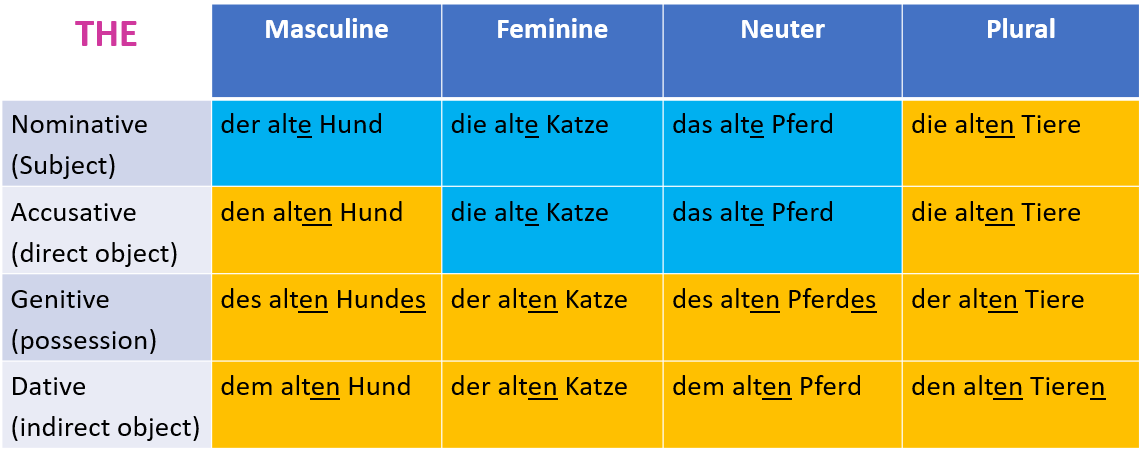 THE Masculine Feminine Neuter Plural
Nominative der alte Hund die alte Katze das alte Pferd die alten Tiere
(Subject)
Accusative den alten Hund die alte Katze das alte Pferd die alten Tiere
(direct object)
Genitive des alten Hundes der alten Katze des alten Pferdes der alten Tiere
(possession)
Dative dem alten Hund der alten Katze dem alten Pferd den alten Tieren
(indirect object)